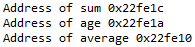 Address of sum 0x22fe1c
Address of age 0x22fe1a
Address of average 0x22fe10